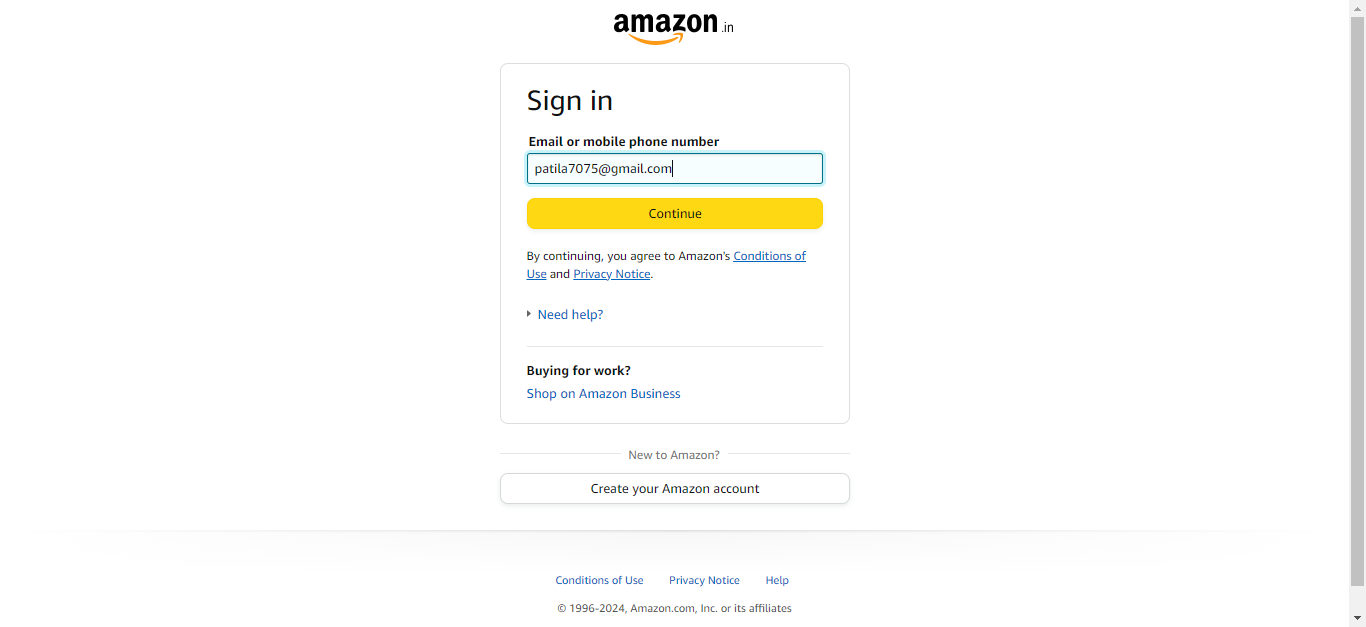 amazon.in
Sign in
Email or mobile phone number
patila7075@gmail.com
Continue
By continuing, you agree to Amazon's Conditions of
Use and Privacy Notice.
Need help?
Buying for work?
Shop on Amazon Business
New to Amazon?
Create your Amazon account
Conditions of Use Privacy Notice Help
© 1996-2024, Amazon.com, Inc. or its affiliates